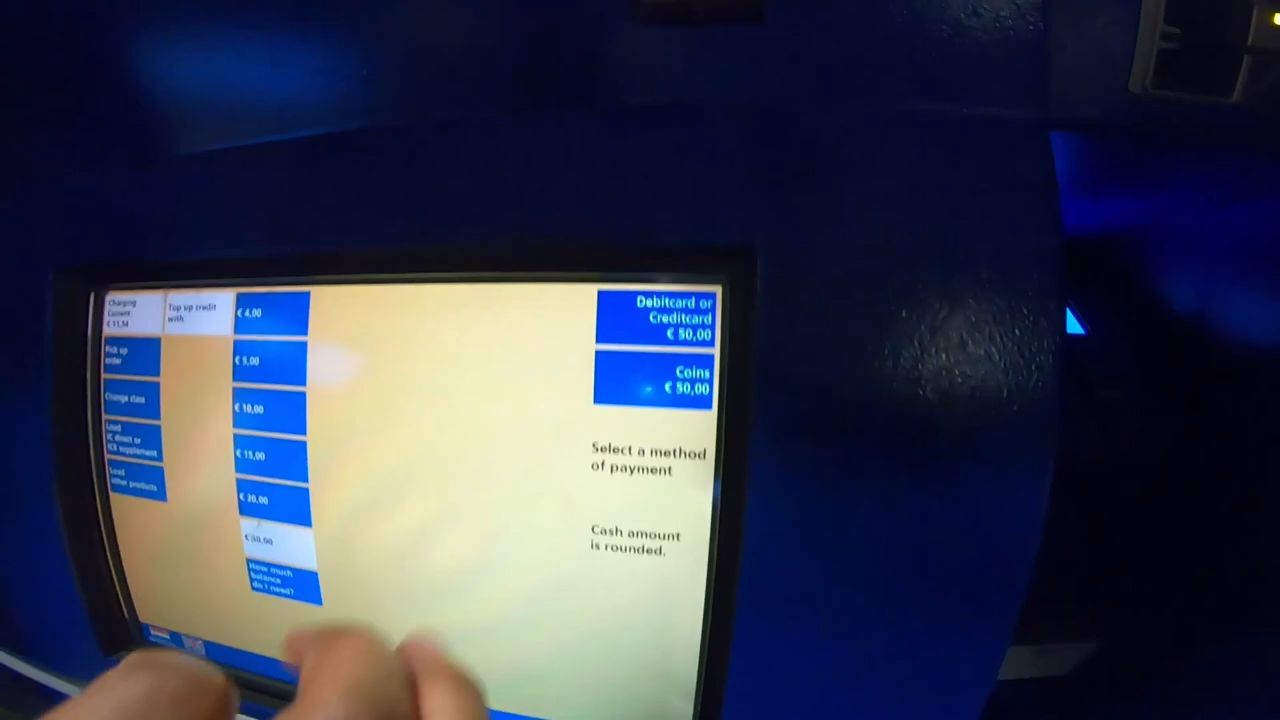 Charging
Current
€ 11,54
Top up credit
with
€ 4,00
€ 5,00
€ 10,00
€ 15,00
€ 20,00
How much
balance
do I need?
Pick up
order
Change class
Load
IC direct or
ICE supplement
Load
other products
Debitcard or
Creditcard
€ 50,00
Coins
€ 50,00
Select a method
of payment
Cash amount
is rounded.